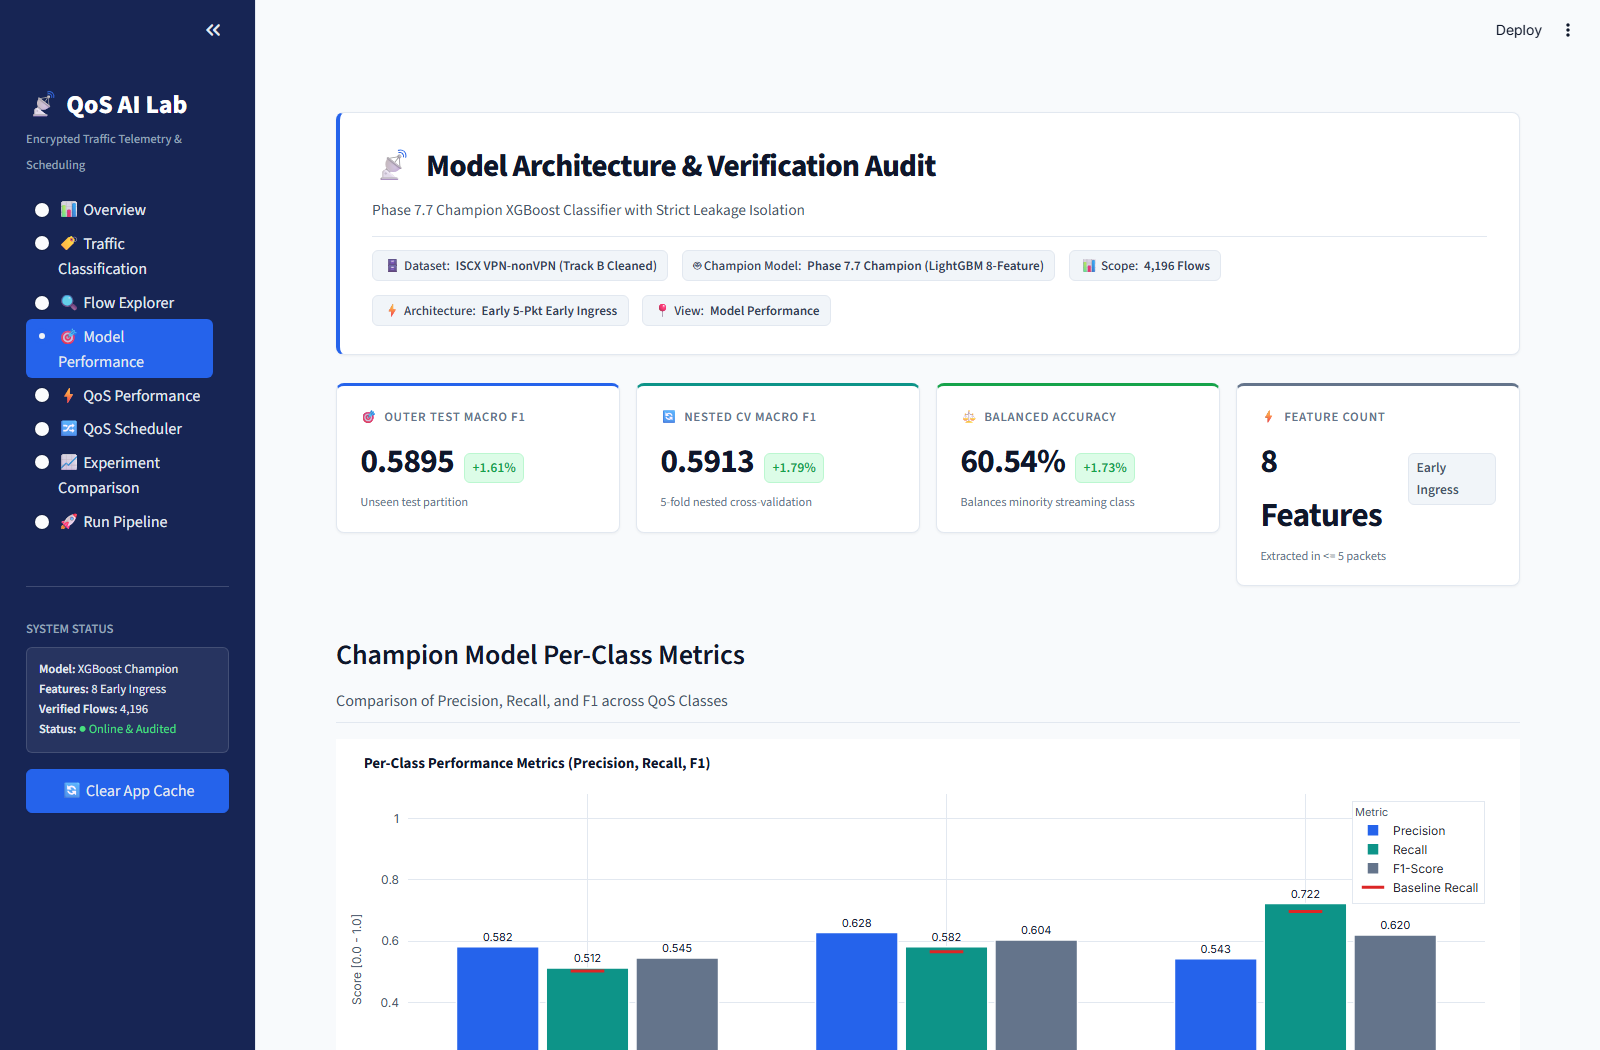 Deploy
QoS AI Lab
Encrypted Traffic Telemetry &
Scheduling
Overview
Traffic
Classification
Flow Explorer
Model
Performance
QoS Performance
QoS Scheduler
Experiment
Comparison
Run Pipeline
SYSTEM STATUS
Model: XGBoost Champion
Features: 8 Early Ingress
Verified Flows: 4,196
Status: Online & Audited
Clear App Cache
Model Architecture & Verification Audit
Phase 7.7 Champion XGBoost Classifier with Strict Leakage Isolation
Dataset: ISCX VPN-nonVPN (Track B Cleaned)
Champion Model: Phase 7.7 Champion (LightGBM 8-Feature)
Scope: 4,196 Flows
Architecture: Early 5-Pkt Early Ingress
View: Model Performance
OUTER TEST MACRO F1
0.5895 +1.61%
Unseen test partition
NESTED CV MACRO F1
0.5913 +1.79%
5-fold nested cross-validation
BALANCED ACCURACY
60.54% +1.73%
Balances minority streaming class
FEATURE COUNT
8
Features
Early
Ingress
Extracted in <= 5 packets
Champion Model Per-Class Metrics
Comparison of Precision, Recall, and F1 across QoS Classes
Per-Class Performance Metrics (Precision, Recall, F1)
Metric
Precision
Recall
F1-Score
Baseline Recall
Score [0.0 - 1.0]
1
0.8
0.6
0.4
0.582
0.512
0.545
0.628
0.582
0.604
0.543
0.722
0.620